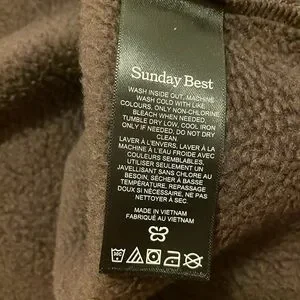 Sunday Best
WASH INSIDE OUT, MACHINE
WASH COLD WITH LIKE
COLOURS, ONLY NON-CHLORINE
BLEACH WHEN NEEDED,
TUMBLE DRY LOW, COOL IRON
ONLY IF NEEDED, DO NOT DRY
CLEAN
LAVER À L'ENVERS, LAVER À LA
MACHINE À L'EAU FROIDE AVEC
COULEURS SEMBLABLES,
UTILISER SEULEMENT UN
JAVELLISANT SANS CHLORE AU
BESOIN, SÉCHER À BASSE
TEMPÉRATURE, REPASSAGE
DOUX SI NÉCESSAIRE, NE PAS
NETTOYER À SEC.
MADE IN VIETNAM
FABRIQUÉ AU VIETNAM